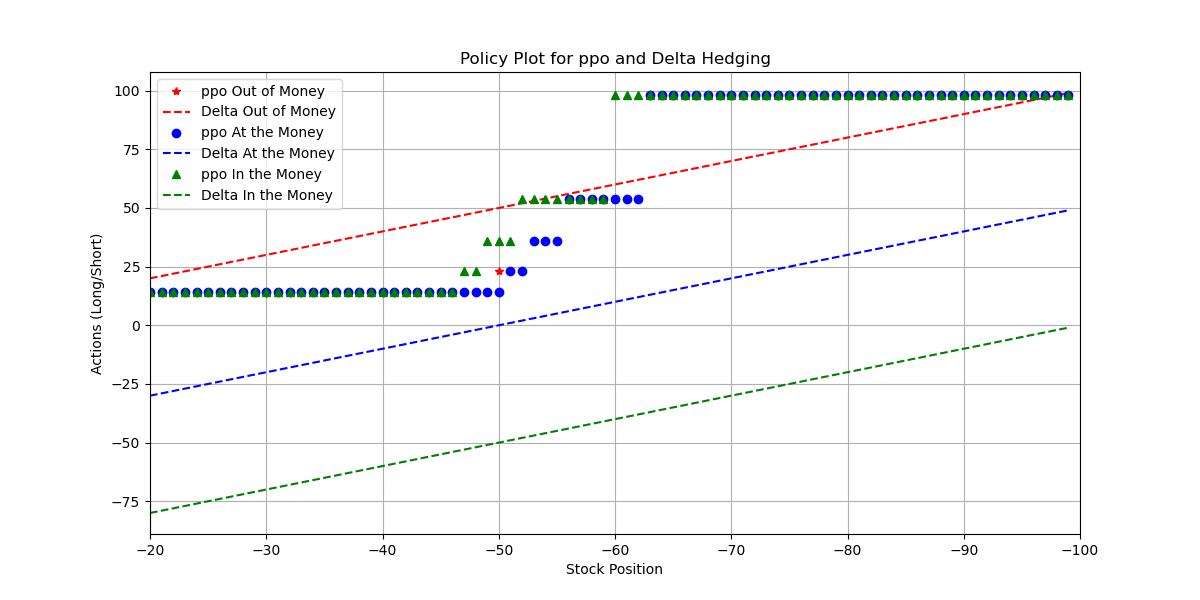 Policy Plot for ppo and Delta Hedging
100
75
50
25
0
−25
−50
−75
Actions (Long/Short)
ppo Out of Money
Delta Out of Money
ppo At the Money
Delta At the Money
ppo In the Money
Delta In the Money
−20 −30 −40 −50 −60 −70 −80 −90 −100
Stock Position